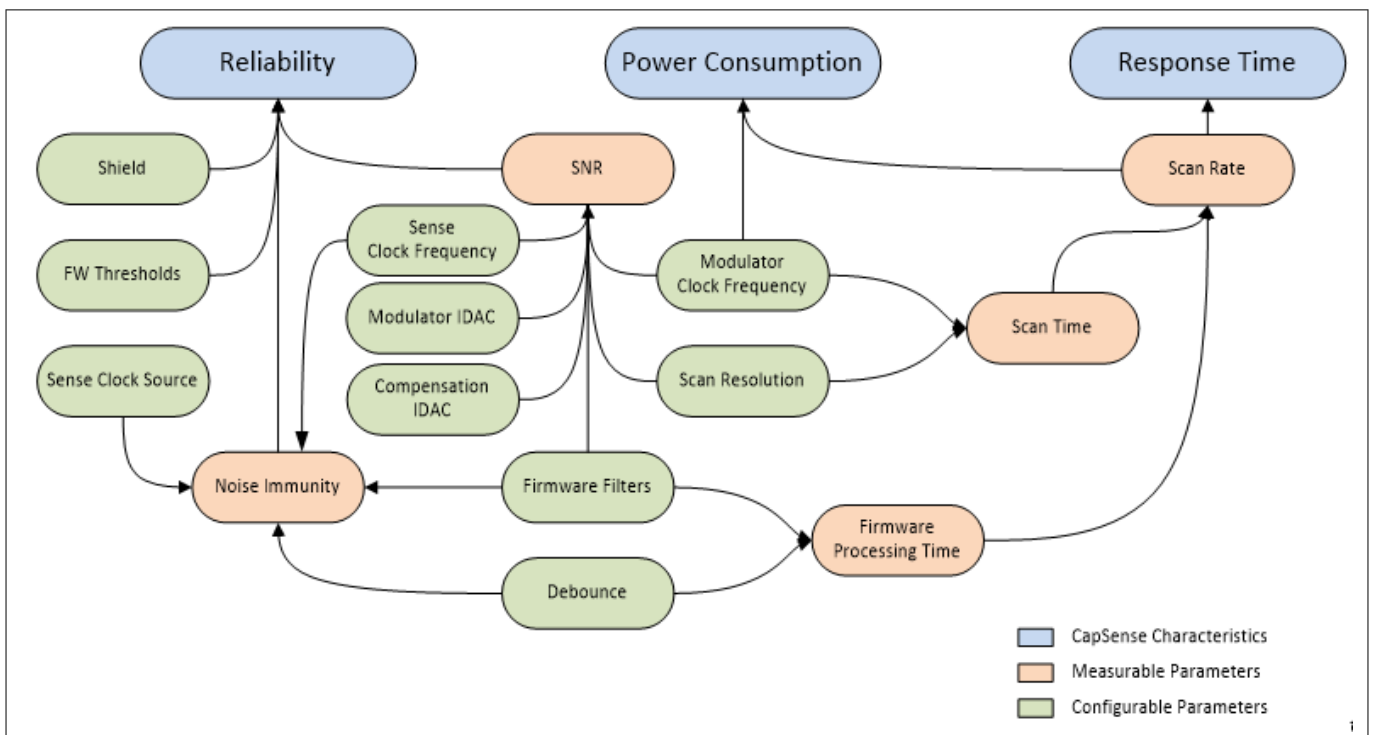 Reliability
Power Consumption
Response Time
Shield
SNR
Scan Rate
Sense
Clock Frequency
FW Thresholds
Modulator
Clock Frequency
Modulator IDAC
Scan Time
Sense Clock Source
Compensation
IDAC
Scan Resolution
Noise Immunity
Firmware Filters
Firmware
Processing Time
Debounce
CapSense Characteristics
Measurable Parameters
Configurable Parameters